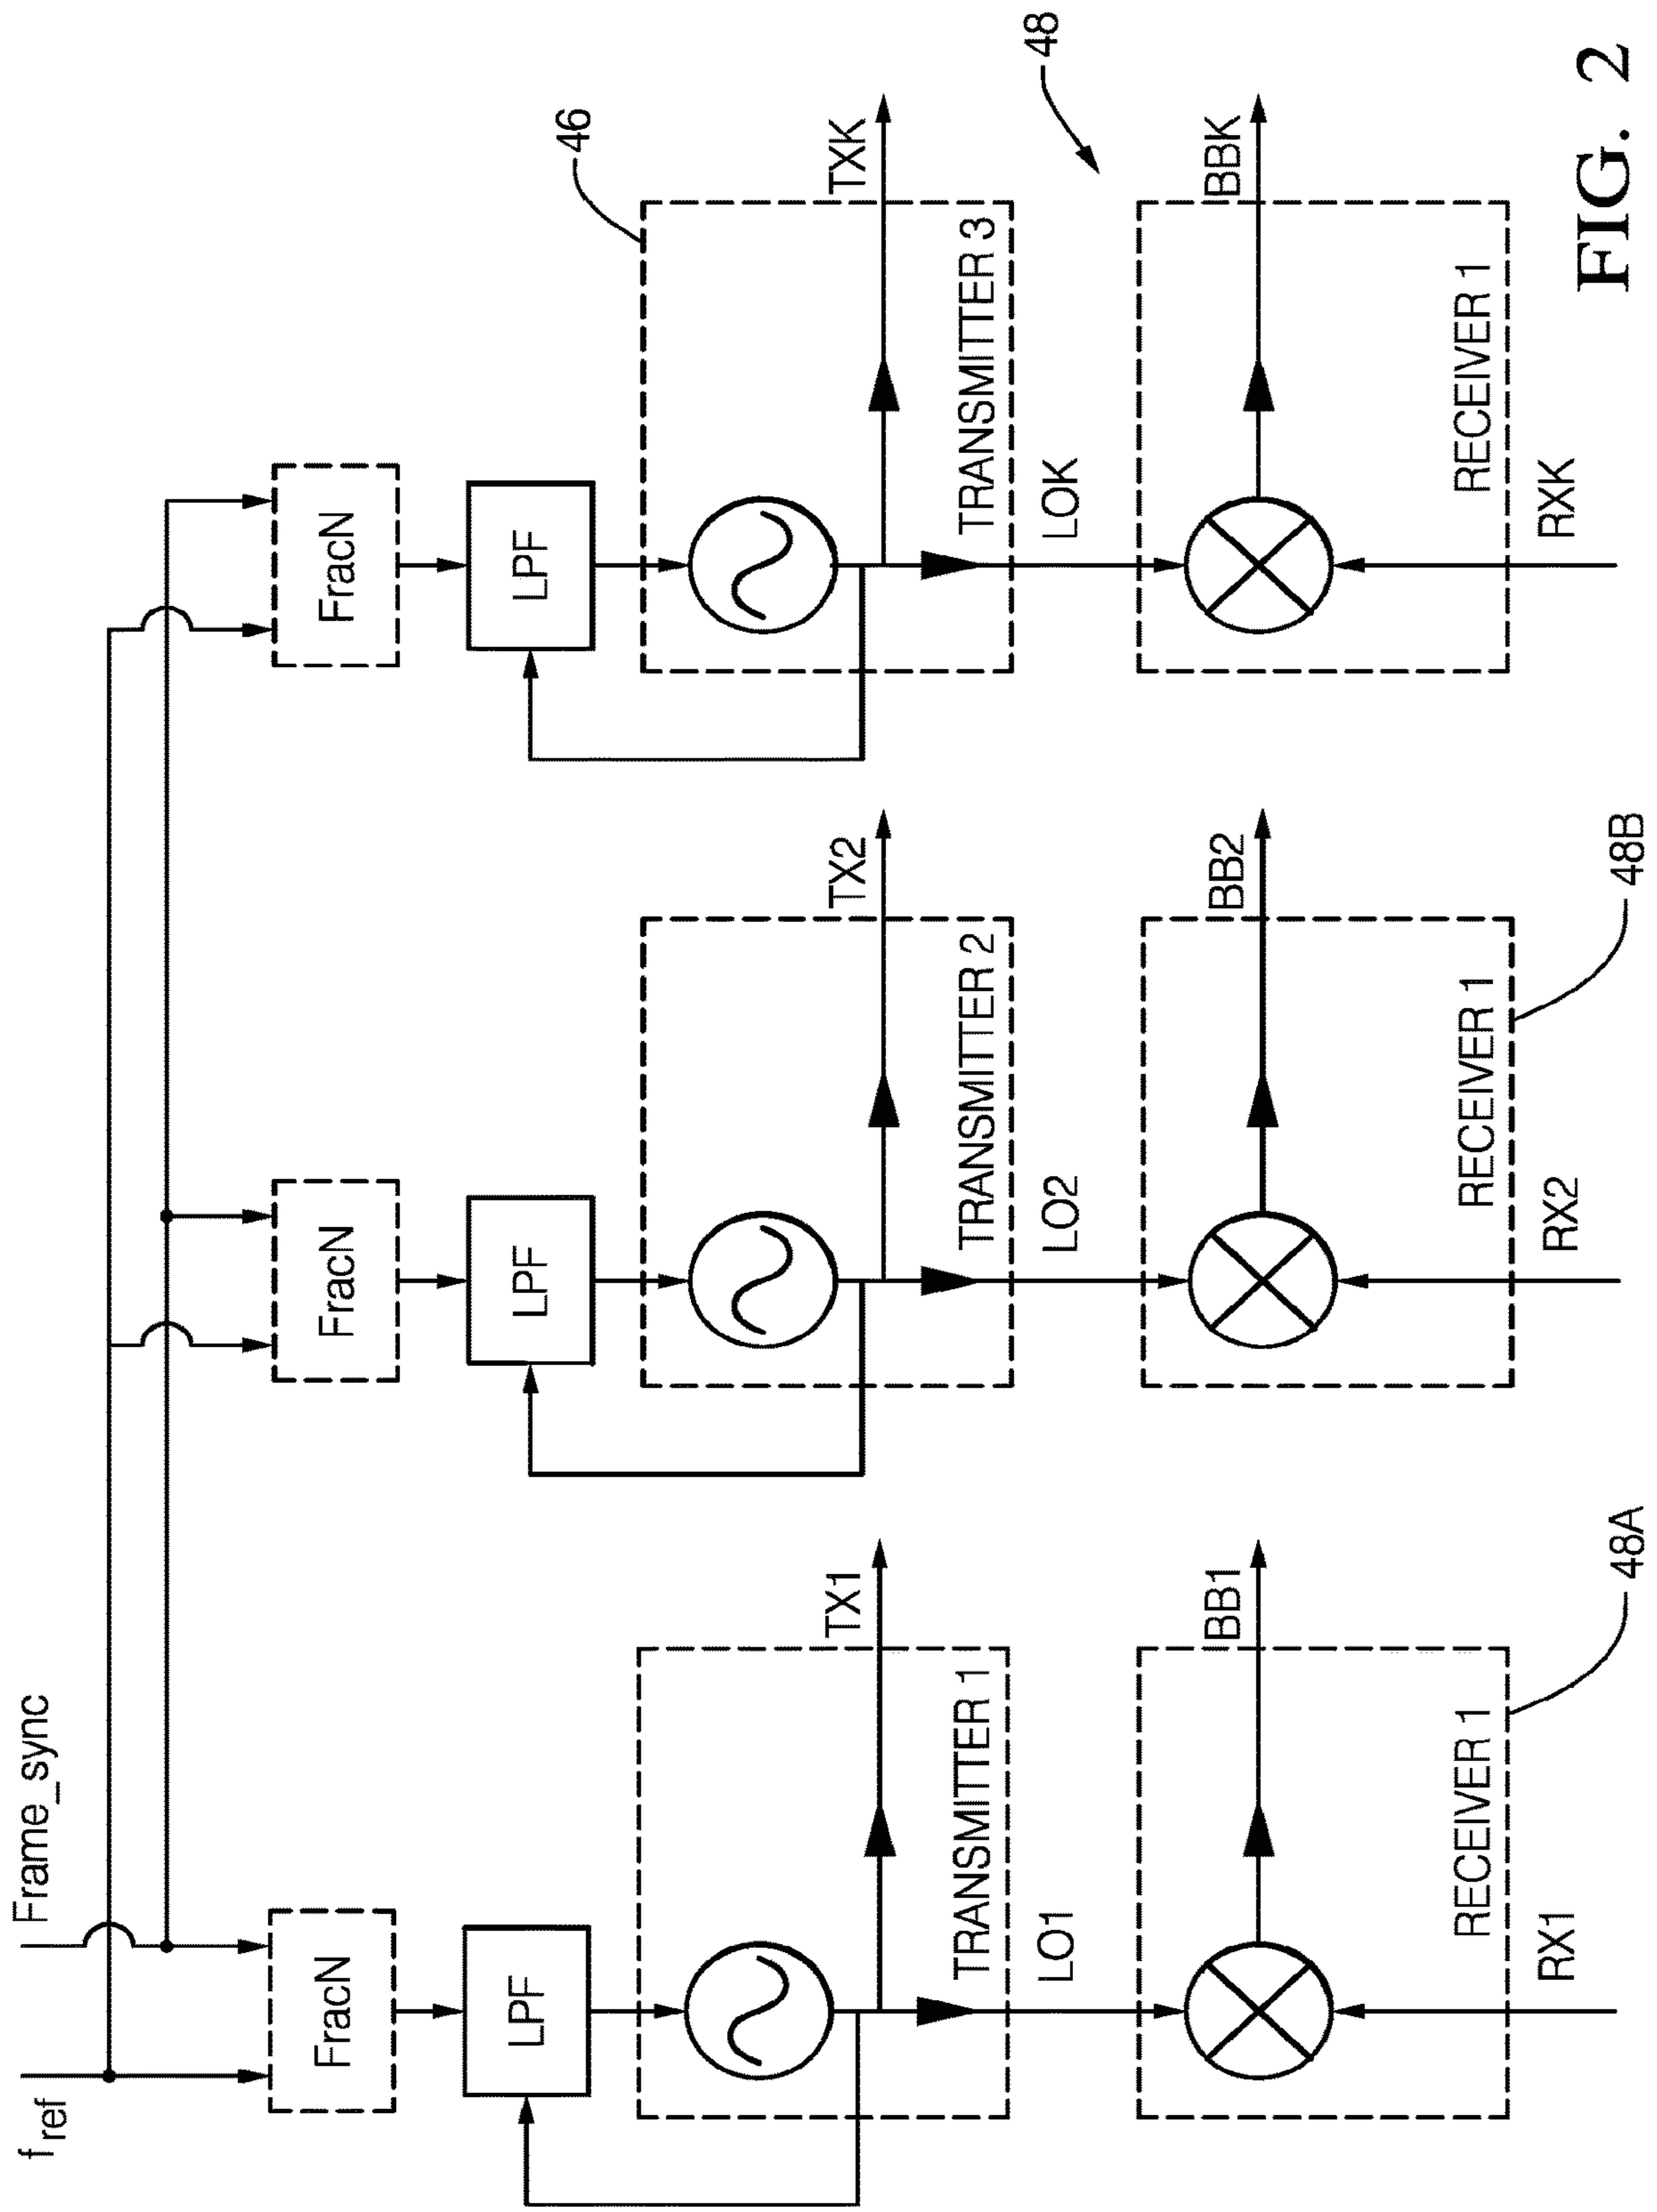 f ref
Frame_sync
FracN
FracN
FracN
LPF
LPF
LPF
46
TX1
TX2
TXK
TRANSMITTER 1
TRANSMITTER 2
TRANSMITTER 3
LO1
LO2
LOK
48
BB1
BB2
BBK
RECEIVER 1
RECEIVER 1
RECEIVER 1
RX1
RX2
RXK
48A
48B
FIG. 2